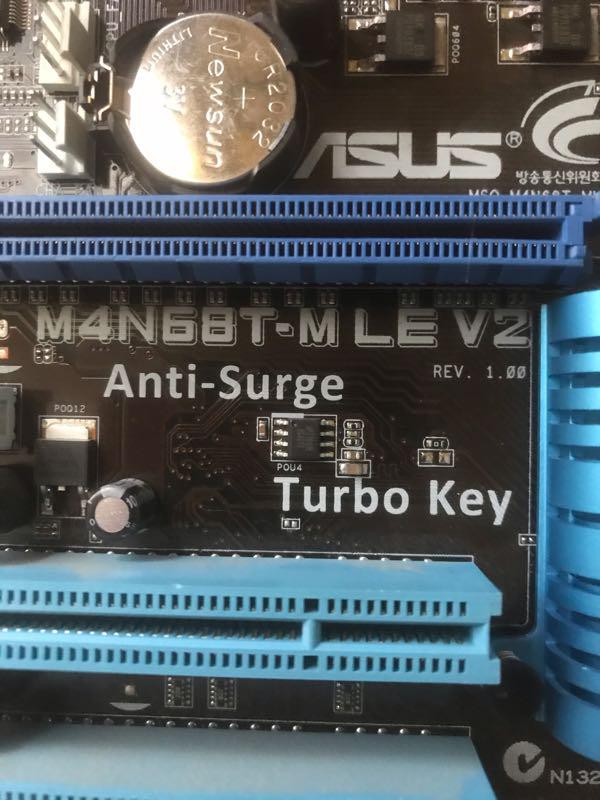 LITHIUM
CR2032
+
3V
Newsun
POQ604
ASUS®
방송통신위원회
M4N68T-M LE V2
REV. 1.00
Anti-Surge
POQ12
POU4
Turbo Key
N132